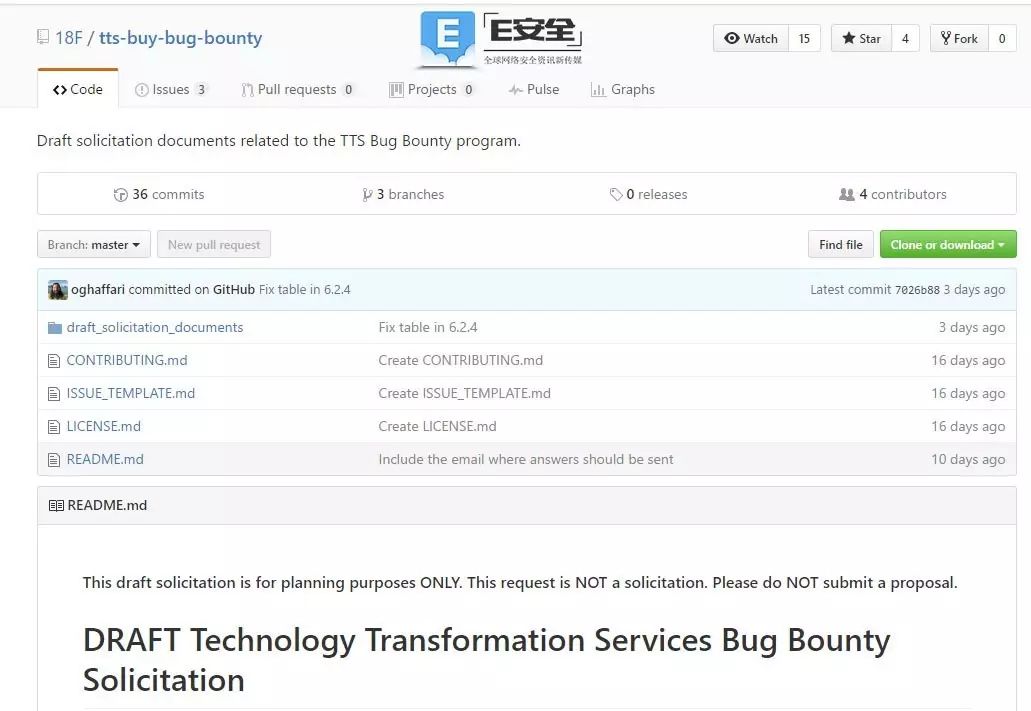 18F / tts-buy-bug-bounty
E E安全
全球网络安全资讯新传媒
Watch 15 Star 4 Fork 0
Code Issues 3 Pull requests 0 Projects 0 Pulse Graphs
Draft solicitation documents related to the TTS Bug Bounty program.
36 commits 3 branches 0 releases 4 contributors
Branch: master New pull request Find file Clone or download
oghaffari committed on GitHub Fix table in 6.2.4 Latest commit 7026b88 3 days ago
draft_solicitation_documents Fix table in 6.2.4 3 days ago
CONTRIBUTING.md Create CONTRIBUTING.md 16 days ago
ISSUE_TEMPLATE.md Create ISSUE_TEMPLATE.md 16 days ago
LICENSE.md Create LICENSE.md 16 days ago
README.md Include the email where answers should be sent 10 days ago
README.md
This draft solicitation is for planning purposes ONLY. This request is NOT a solicitation. Please do NOT submit a proposal.
DRAFT Technology Transformation Services Bug Bounty
Solicitation